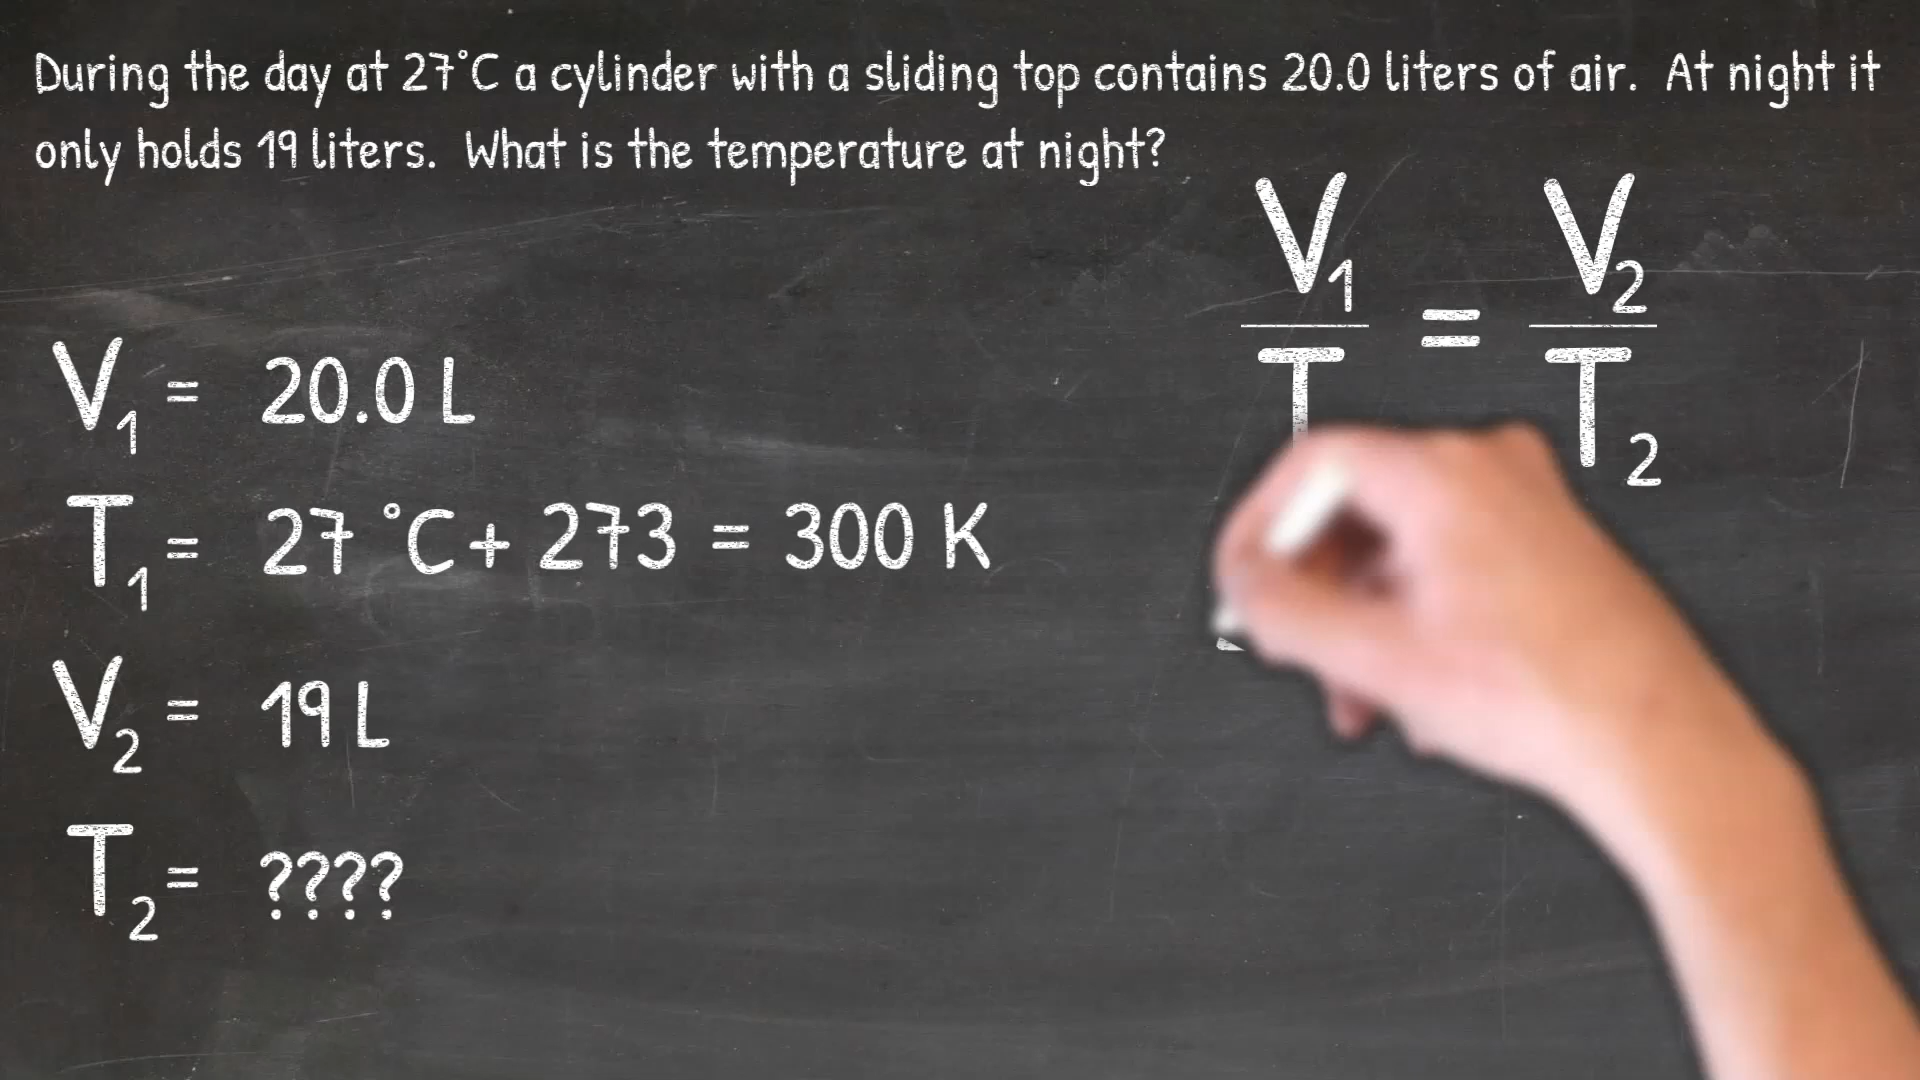 During the day at 27°C a cylinder with a sliding top contains 20.0 liters of air. At night it
only holds 19 liters. What is the temperature at night?
V1 = V2
T T2
V1 = 20.0 L
T1 = 27 °C + 273 = 300 K
V2 = 19 L
T2 = ????